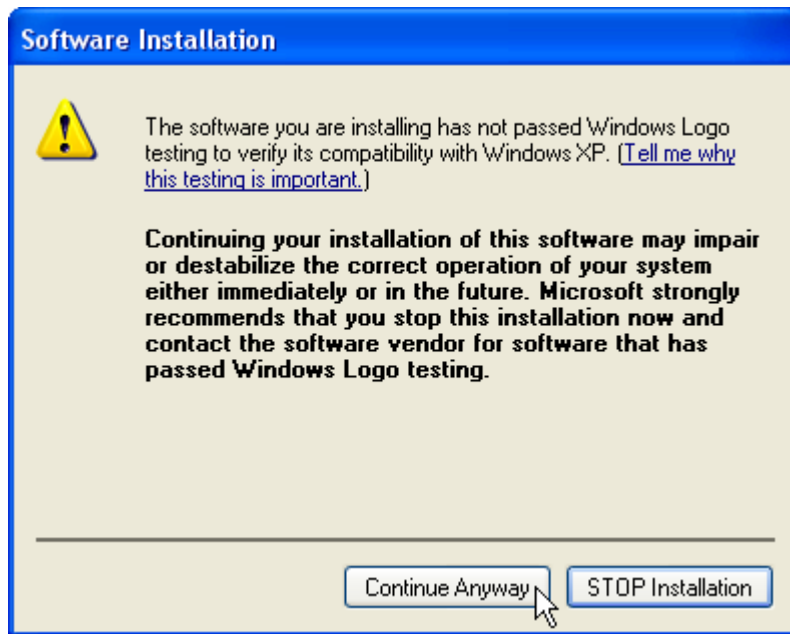 Software Installation
The software you are installing has not passed Windows Logo
testing to verify its compatibility with Windows XP. (Tell me why
this testing is important.)
Continuing your installation of this software may impair
or destabilize the correct operation of your system
either immediately or in the future. Microsoft strongly
recommends that you stop this installation now and
contact the software vendor for software that has
passed Windows Logo testing.
Continue Anyway
STOP Installation